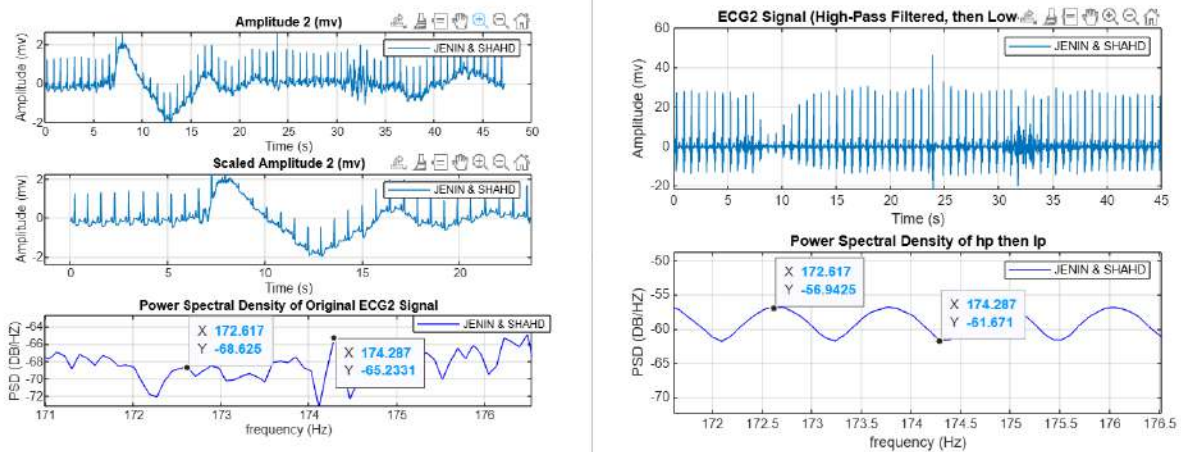 Amplitude 2 (mv)
JENIN & SHAHD
Amplitude (mv)
2
0
-2
0 5 10 15 20 25 30 35 40 45 50
Time (s)
Scaled Amplitude 2 (mv)
JENIN & SHAHD
Amplitude (mv)
2
0
-2
0 5 10 15 20
Time (s)
Power Spectral Density of Original ECG2 Signal
JENIN & SHAHD
PSD (DB/HZ)
-64
-66
-68
-70
-72
X 172.617
Y -68.625
X 174.287
Y -65.2331
171 172 173 174 175 176
frequency (Hz)
ECG2 Signal (High-Pass Filtered, then Low
JENIN & SHAHD
Amplitude (mv)
60
40
20
0
-20
0 5 10 15 20 25 30 35 40 45
Time (s)
Power Spectral Density of hp then lp
JENIN & SHAHD
PSD (DB/HZ)
-50
-55
-60
-65
-70
X 172.617
Y -56.9425
X 174.287
Y -61.671
172 172.5 173 173.5 174 174.5 175 175.5 176 176.5
frequency (Hz)